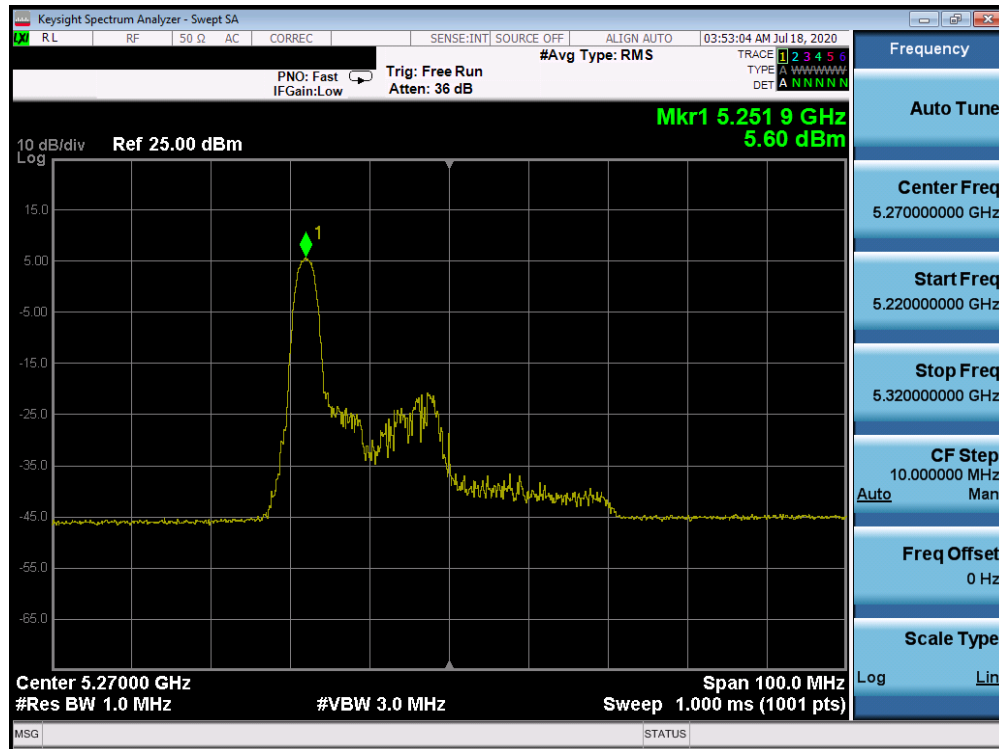 Keysight Spectrum Analyzer - Swept SA
LXI RL RF 50 Ω AC CORREC SENSE:INT SOURCE OFF ALIGN AUTO 03:53:04 AM Jul 18, 2020
#Avg Type: RMS
TRACE 1 2 3 4 5 6
TYPE A WWWWW
DET A N N N N N
PNO: Fast Trig: Free Run
IFGain:Low Atten: 36 dB
Mkr1 5.251 9 GHz
5.60 dBm
10 dB/div Ref 25.00 dBm
Log
1
15.0
5.00
-5.00
-15.0
-25.0
-35.0
-45.0
-55.0
-65.0
Center 5.27000 GHz Span 100.0 MHz
#Res BW 1.0 MHz #VBW 3.0 MHz Sweep 1.000 ms (1001 pts)
MSG STATUS
Frequency
Auto Tune
Center Freq
5.270000000 GHz
Start Freq
5.220000000 GHz
Stop Freq
5.320000000 GHz
CF Step
10.000000 MHz
Auto Man
Freq Offset
0 Hz
Scale Type
Log Lin